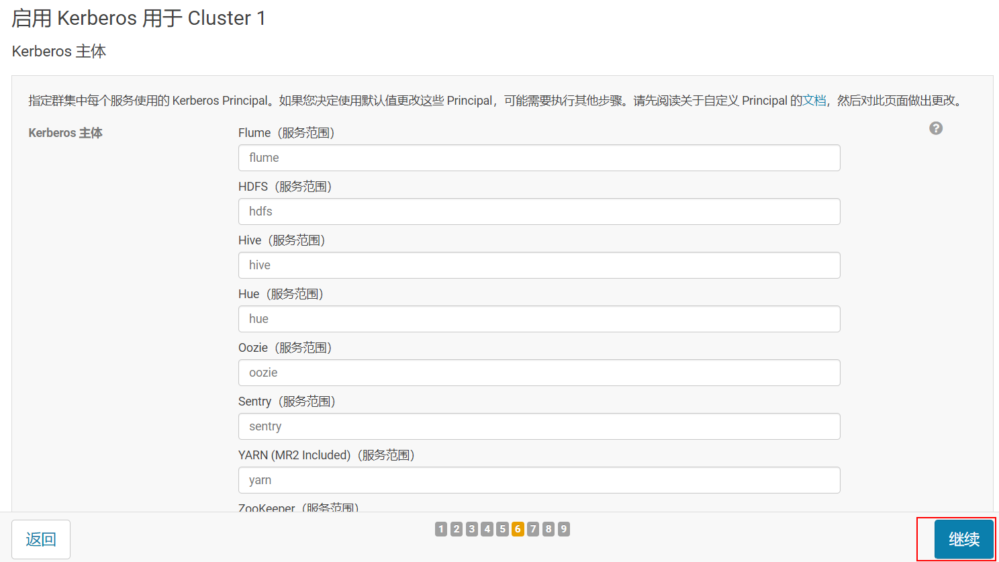 启用 Kerberos 用于 Cluster 1
Kerberos 主体
指定群集中每个服务使用的 Kerberos Principal。如果您决定使用默认值更改这些 Principal，可能需要执行其他步骤。请先阅读关于自定义 Principal 的文档，然后对此页面做出更改。
Kerberos 主体
Flume（服务范围）
flume
HDFS（服务范围）
hdfs
Hive（服务范围）
hive
Hue（服务范围）
hue
Oozie（服务范围）
oozie
Sentry（服务范围）
sentry
YARN (MR2 Included)（服务范围）
yarn
ZooKeeper（服务范围）
返回
1 2 3 4 5 6 7 8 9
继续